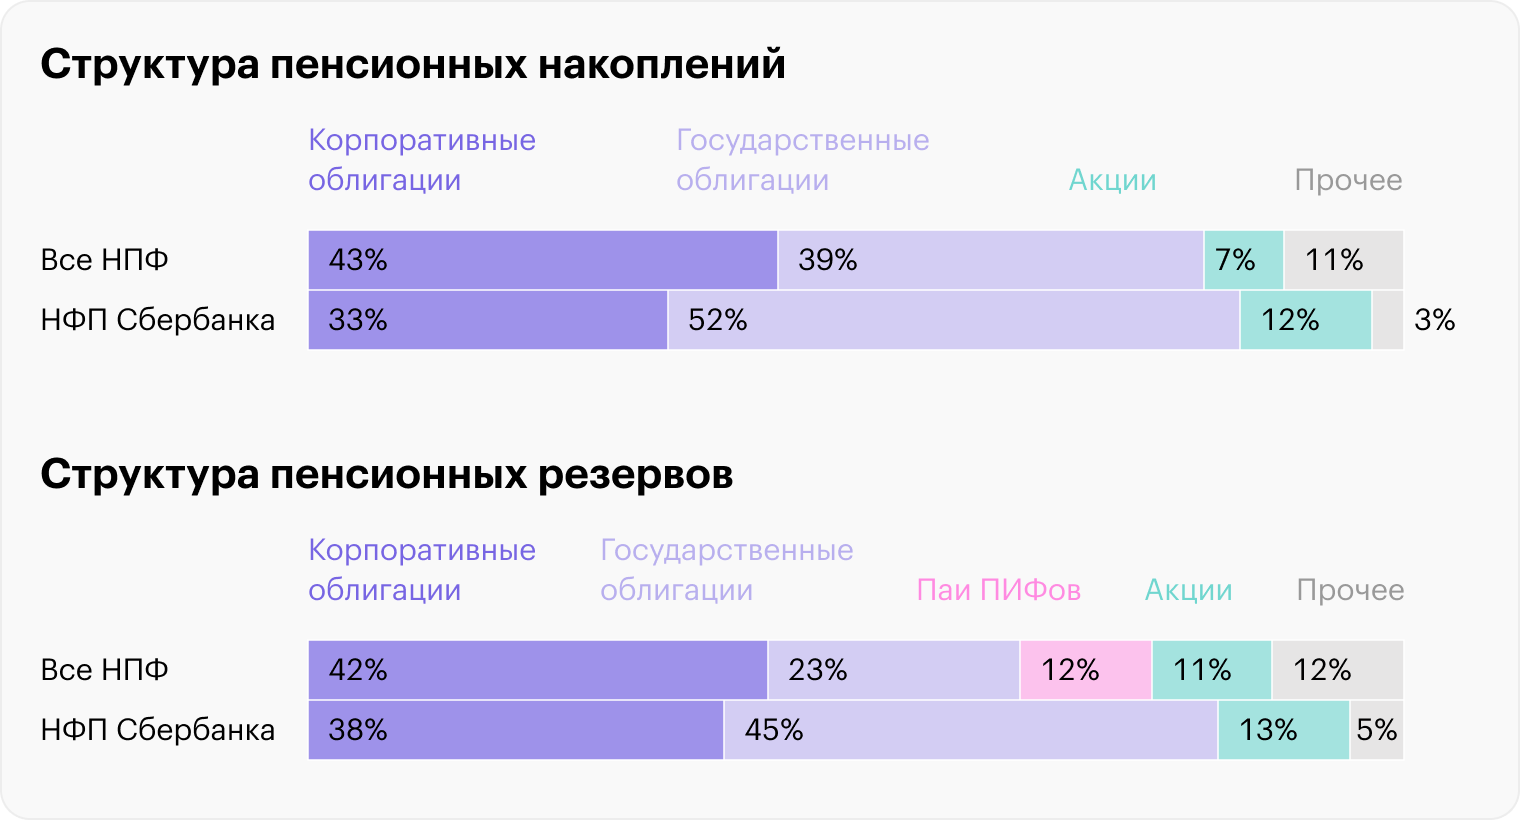 Структура пенсионных накоплений
Корпоративные
облигации
Государственные
облигации
Акции
Прочее
Все НПФ
43%
39%
7%
11%
НФП Сбербанка
33%
52%
12%
3%
Структура пенсионных резервов
Корпоративные
облигации
Государственные
облигации
Паи ПИФов
Акции
Прочее
Все НПФ
42%
23%
12%
11%
12%
НФП Сбербанка
38%
45%
13%
5%